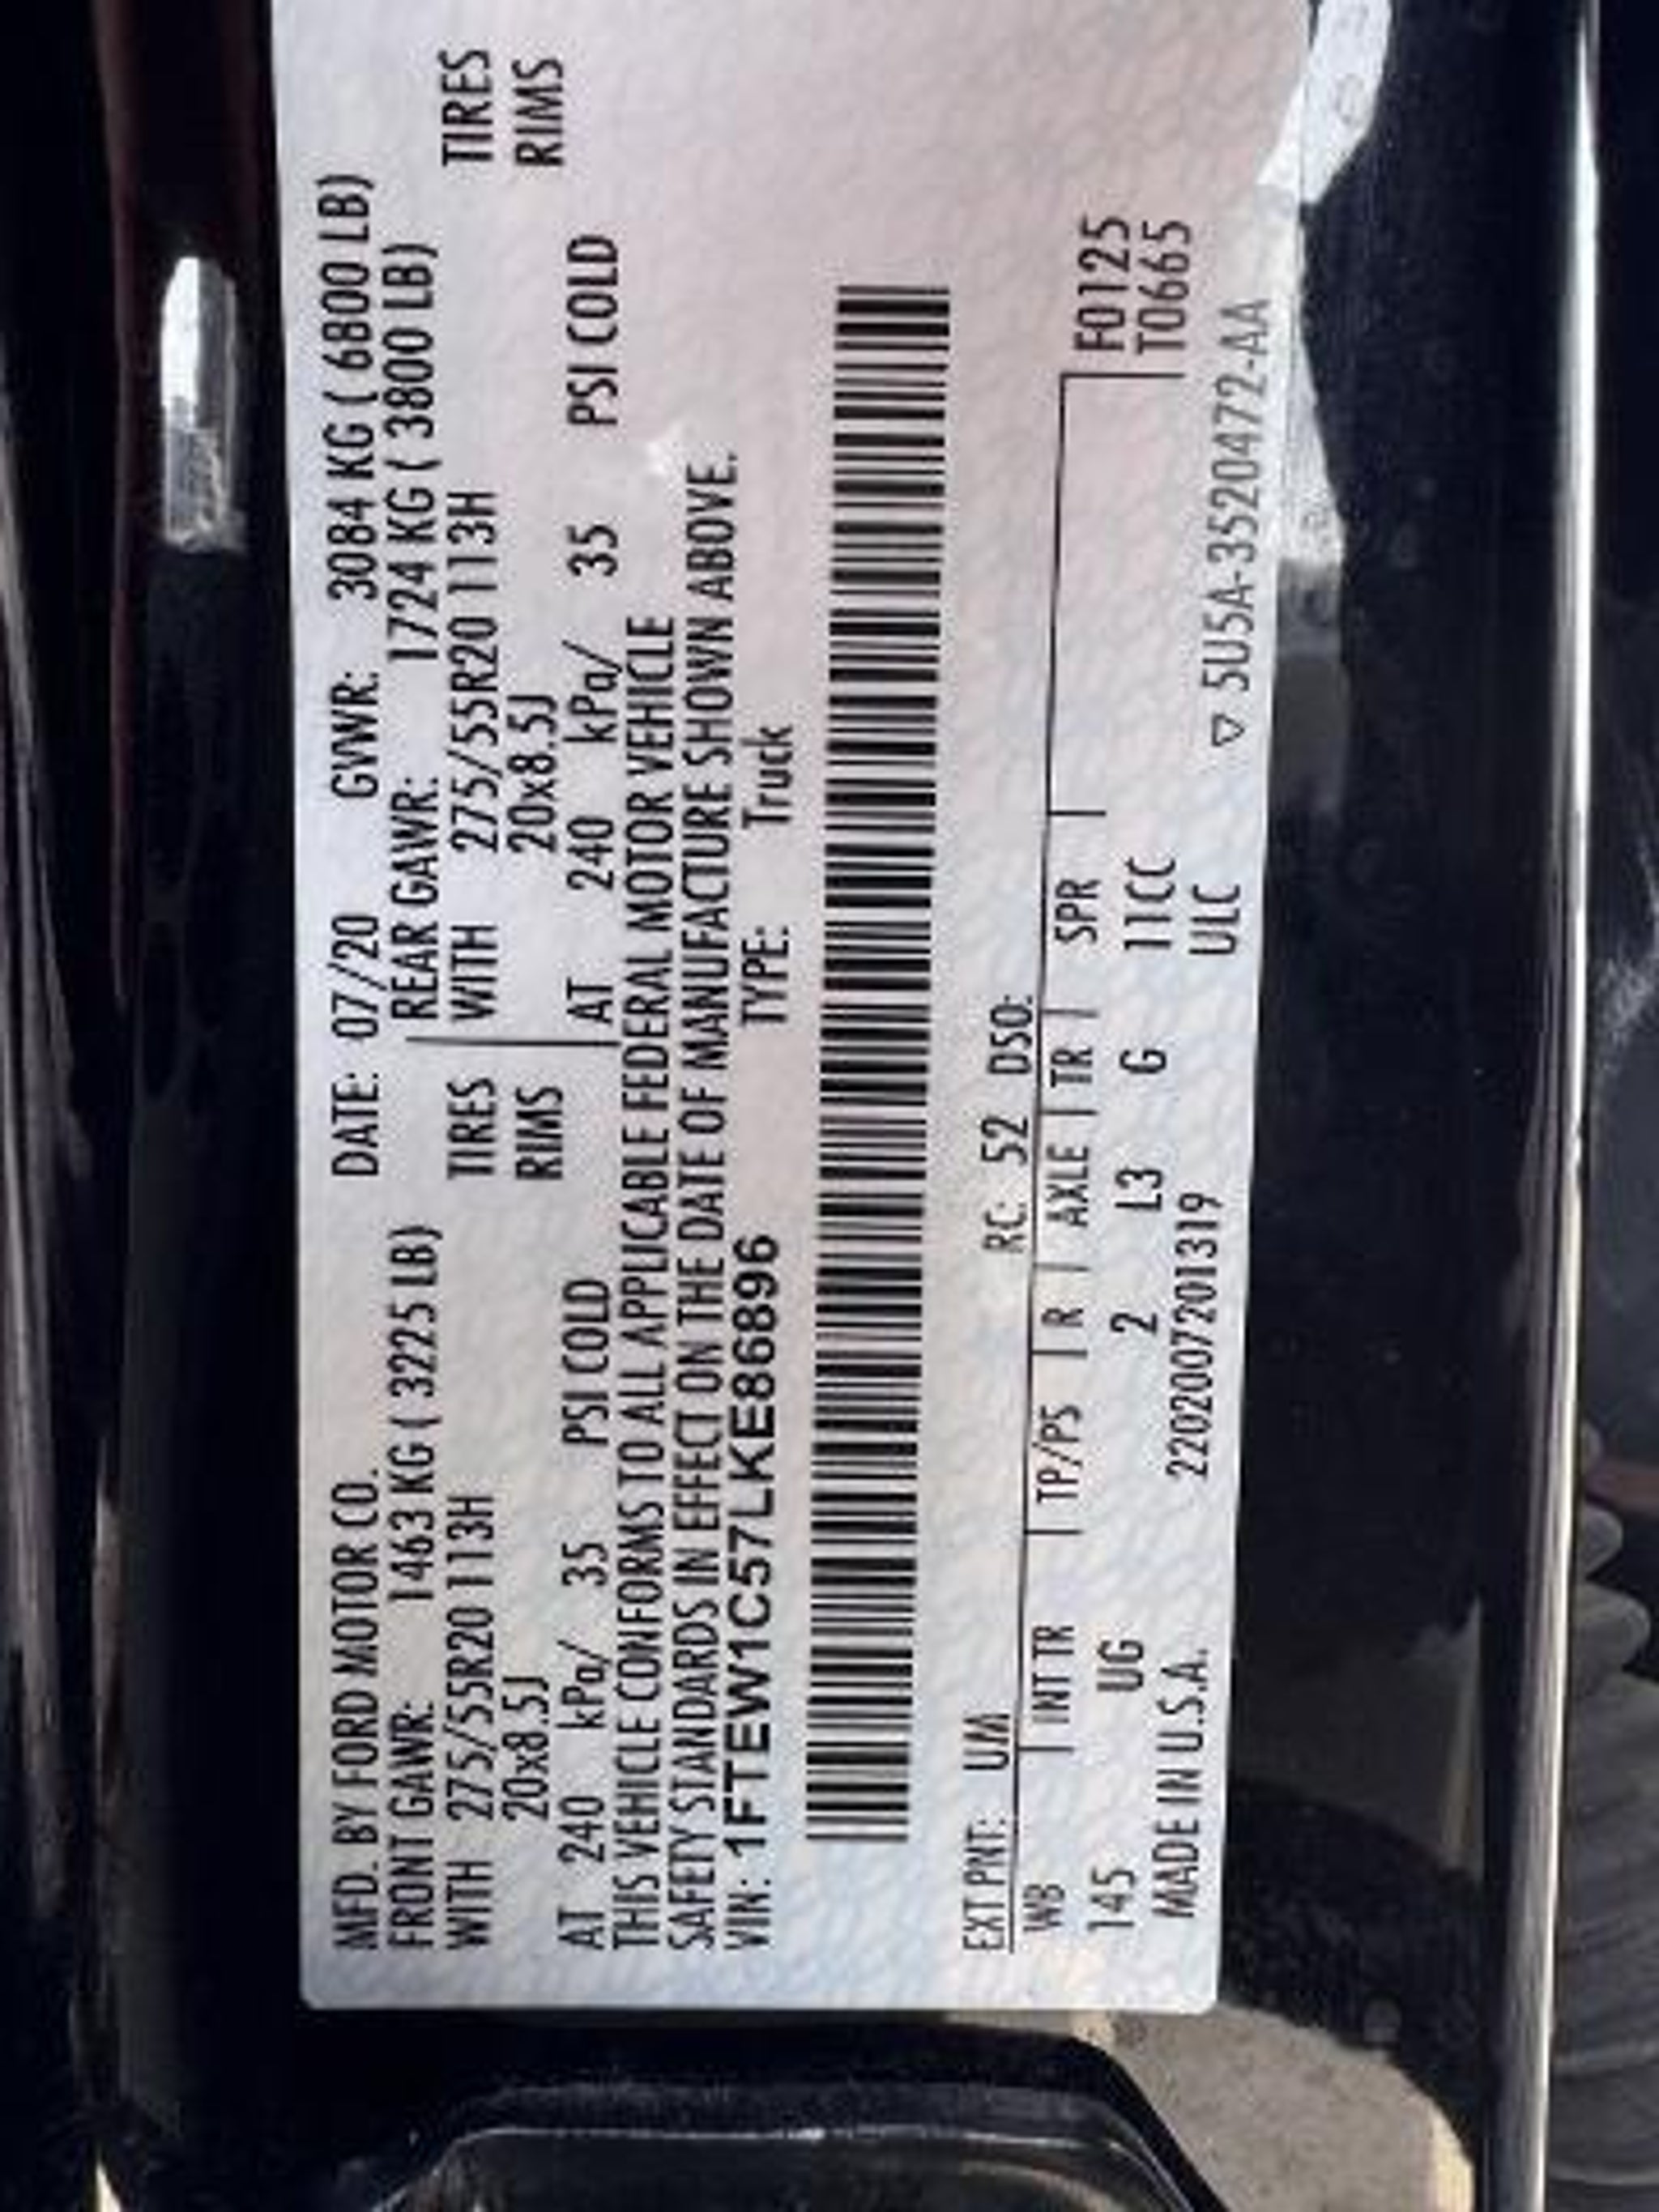 MFD. BY FORD MOTOR CO. DATE: 07/20 GVWR: 3084 KG ( 6800 LB)
FRONT GAWR: 1463 KG ( 3225 LB) REAR GAWR: 1724 KG ( 3800 LB)
WITH 275/55R20 113H TIRES WITH 275/55R20 113H TIRES
20x8.5J RIMS 20x8.5J RIMS
AT 240 kPa/ 35 PSI COLD AT 240 kPa/ 35 PSI COLD
THIS VEHICLE CONFORMS TO ALL APPLICABLE FEDERAL MOTOR VEHICLE
SAFETY STANDARDS IN EFFECT ON THE DATE OF MANUFACTURE SHOWN ABOVE.
VIN: 1FTEW1C57LKE86896 TYPE: Truck
EXT PNT: UM RC: 52 DSO:
WB INT TR TP/PS R AXLE TR SPR F0125
145 UG 2 L3 G 11CC T0665
MADE IN U.S.A. 2202007201319 ULC ▽ 5U5A-3520472-AA